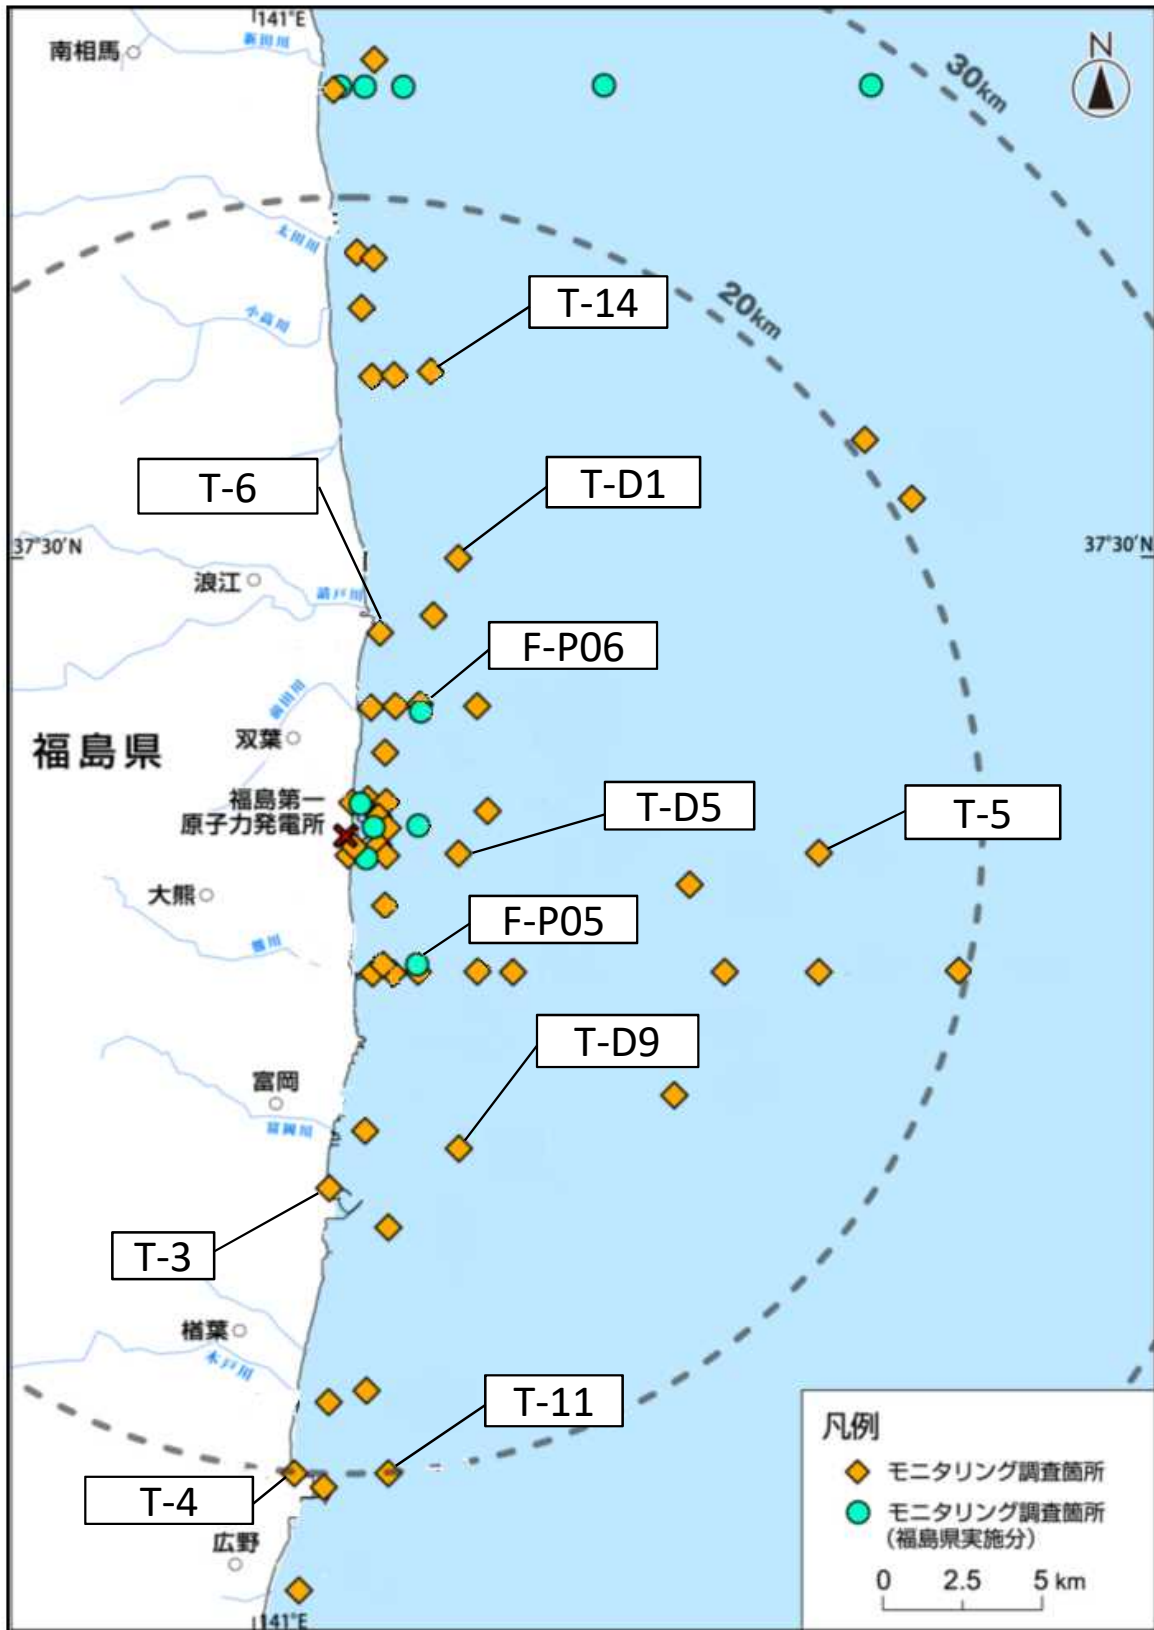 141°E
南相馬
新田川
N
30km
太田川
小高川
T-14
20km
T-6
T-D1
37°30′N
37°30′N
浪江
請戸川
F-P06
前田川
双葉
福島県
福島第一
原子力発電所
T-D5
T-5
大熊
熊川
F-P05
T-D9
富岡
富岡川
T-3
楢葉
木戸川
T-11
T-4
広野
141°E
凡例
モニタリング調査箇所
モニタリング調査箇所
(福島県実施分)
0 2.5 5 km